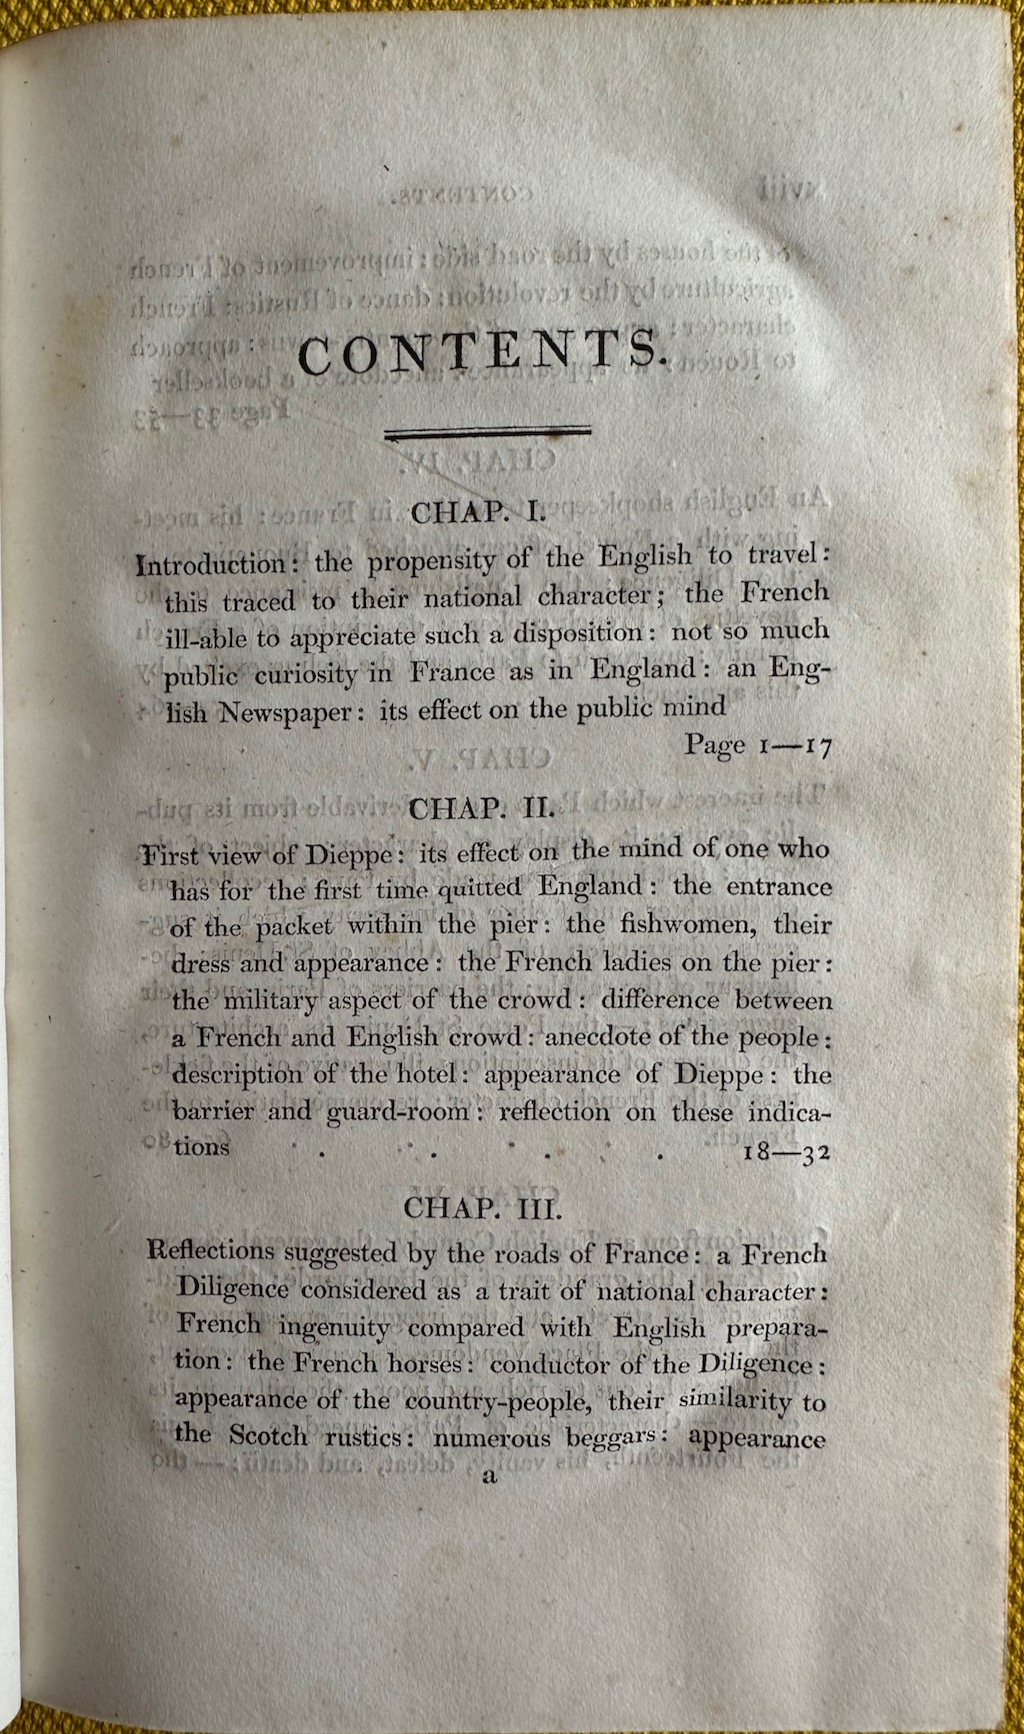 CONTENTS.
CHAP. I.
Introduction: the propensity of the English to travel:
this traced to their national character; the French
ill-able to appreciate such a disposition: not so much
public curiosity in France as in England: an Eng-
lish Newspaper: its effect on the public mind
Page 1—17
CHAP. II.
First view of Dieppe: its effect on the mind of one who
has for the first time quitted England: the entrance
of the packet within the pier: the fishwomen, their
dress and appearance: the French ladies on the pier:
the military aspect of the crowd: difference between
a French and English crowd: anecdote of the people:
description of the hotel: appearance of Dieppe: the
barrier and guard-room: reflection on these indica-
tions . . . . 18—32
CHAP. III.
Reflections suggested by the roads of France: a French
Diligence considered as a trait of national character:
French ingenuity compared with English prepara-
tion: the French horses: conductor of the Diligence:
appearance of the country-people, their similarity to
the Scotch rustics: numerous beggars: appearance
a